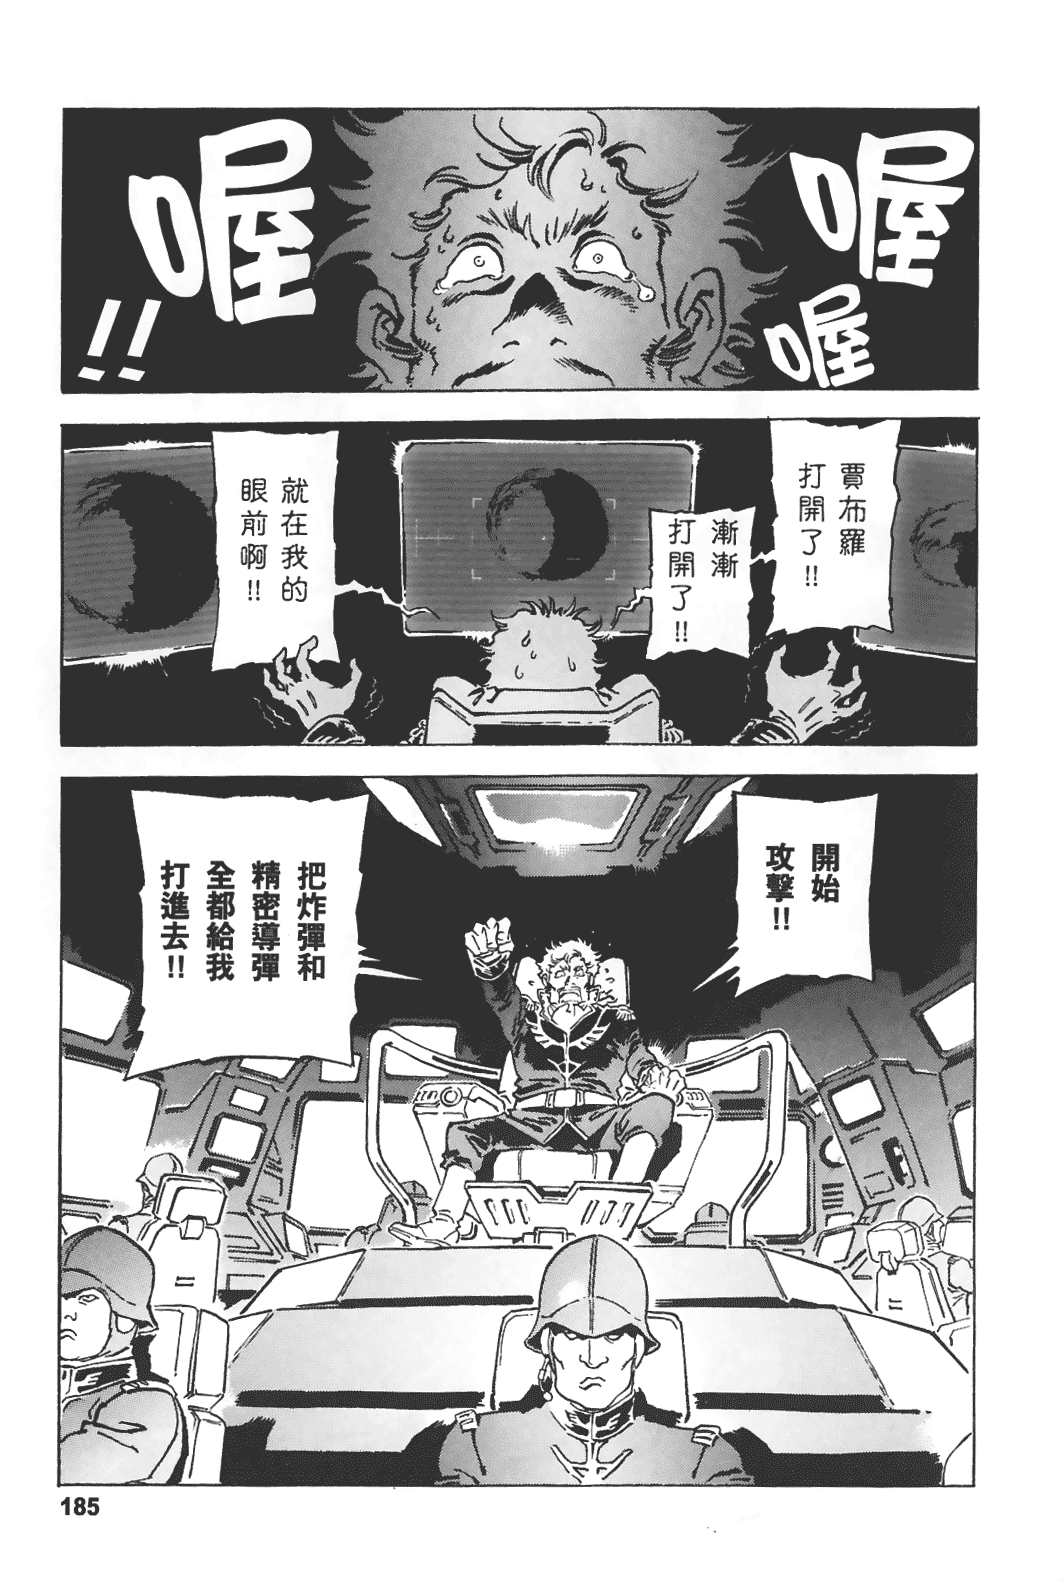 喔
喔
喔
!!
賈布羅
打開了!!
漸漸
打開了!!
就在我的
眼前啊!!
開始
攻擊!!
把炸彈和
精密導彈
全都給我
打進去!!
185